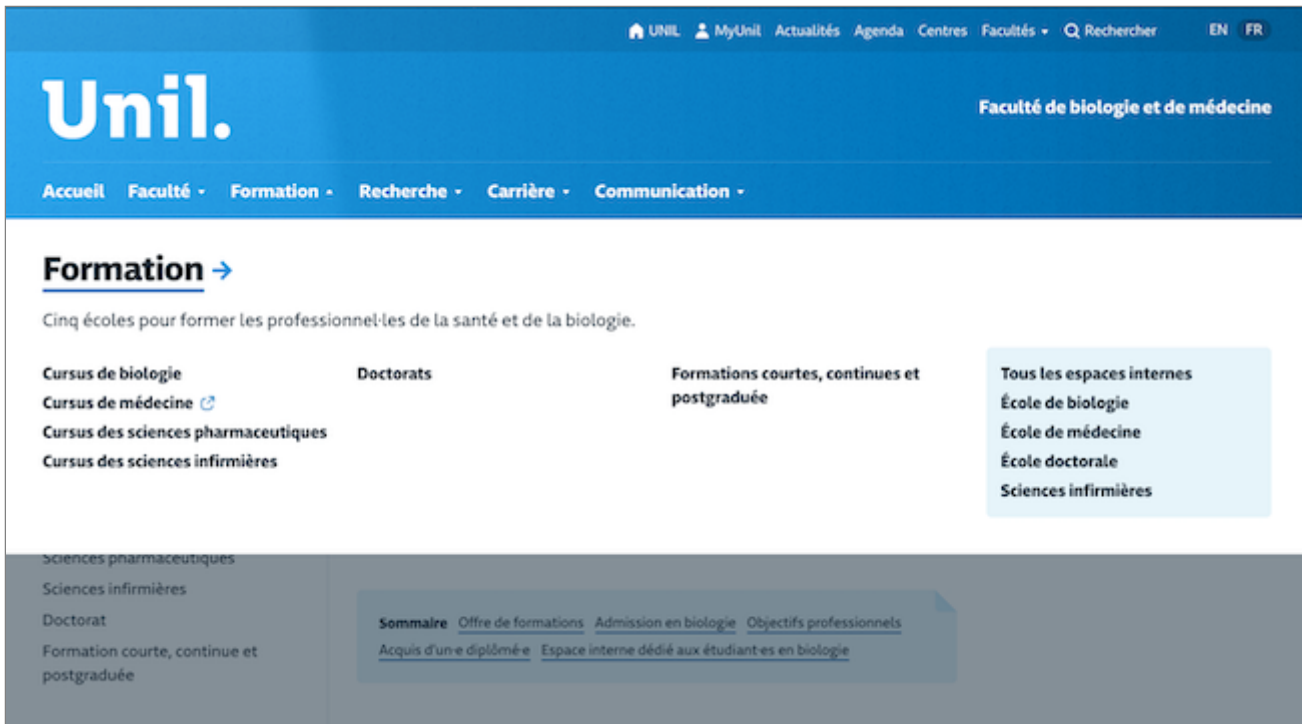 UNIL MyUnil Actualités Agenda Centres Facultés Rechercher EN FR
Unil.
Faculté de biologie et de médecine
Accueil Faculté Formation Recherche Carrière Communication
Formation
Cinq écoles pour former les professionnel·les de la santé et de la biologie.
Cursus de biologie
Cursus de médecine
Cursus des sciences pharmaceutiques
Cursus des sciences infirmières
Doctorats
Formations courtes, continues et
postgraduée
Tous les espaces internes
École de biologie
École de médecine
École doctorale
Sciences infirmières
Sciences pharmaceutiques
Sciences infirmières
Doctorat
Formation courte, continue et
postgraduée
Sommaire Offre de formations Admission en biologie Objectifs professionnels
Acquis d'un·e diplômé·e Espace interne dédié aux étudiant·es en biologie